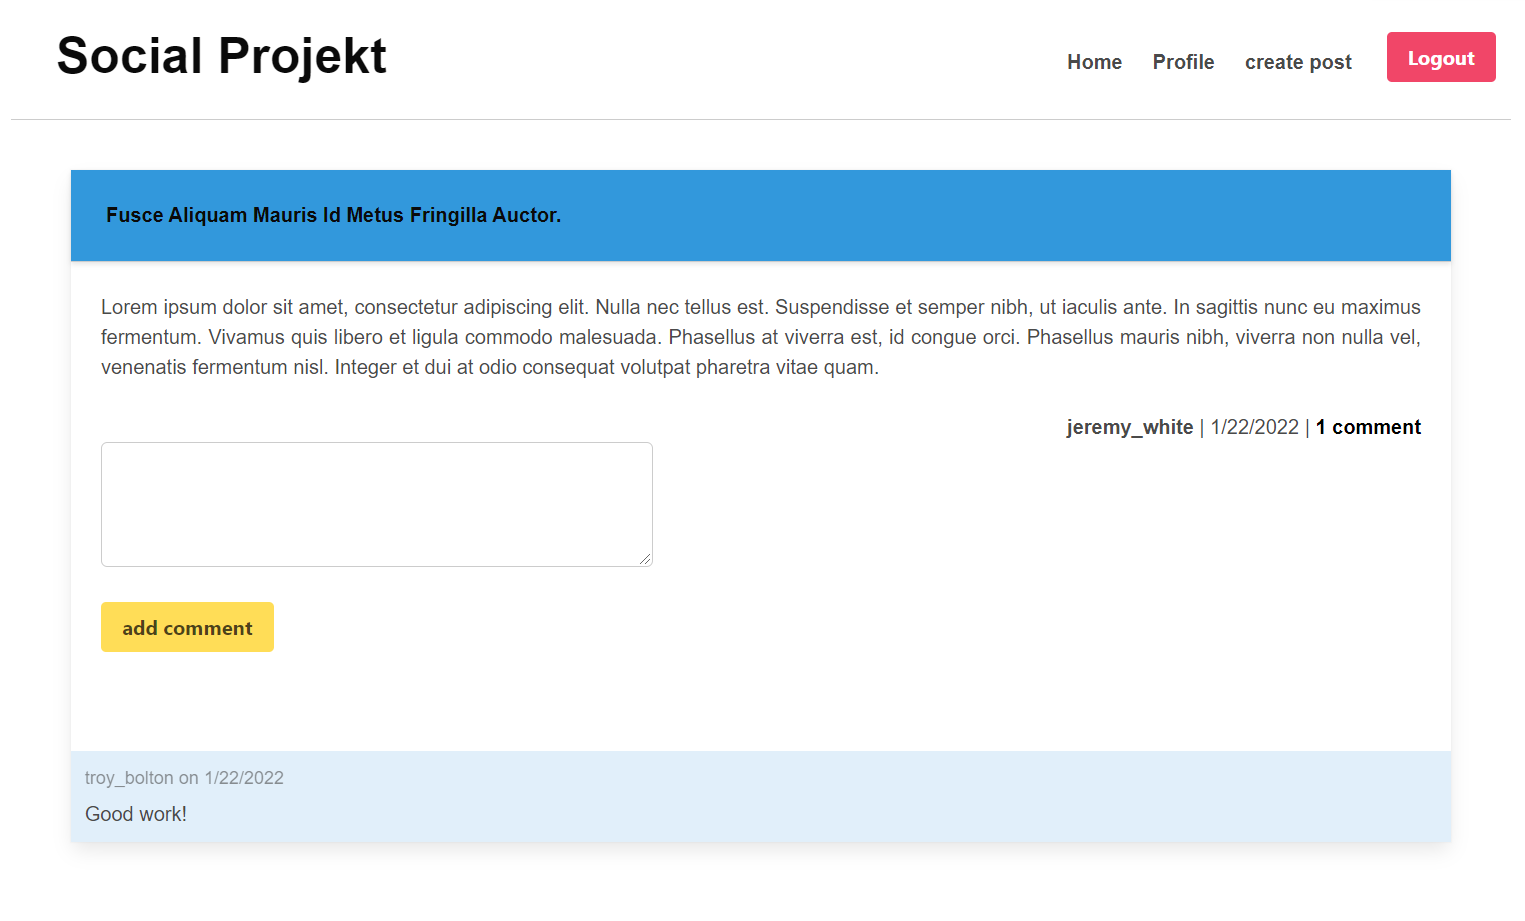 Social Projekt
Home Profile create post Logout
Fusce Aliquam Mauris Id Metus Fringilla Auctor.
Lorem ipsum dolor sit amet, consectetur adipiscing elit. Nulla nec tellus est. Suspendisse et semper nibh, ut iaculis ante. In sagittis nunc eu maximus
fermentum. Vivamus quis libero et ligula commodo malesuada. Phasellus at viverra est, id congue orci. Phasellus mauris nibh, viverra non nulla vel,
venenatis fermentum nisl. Integer et dui at odio consequat volutpat pharetra vitae quam.
jeremy_white | 1/22/2022 | 1 comment
add comment
troy_bolton on 1/22/2022
Good work!